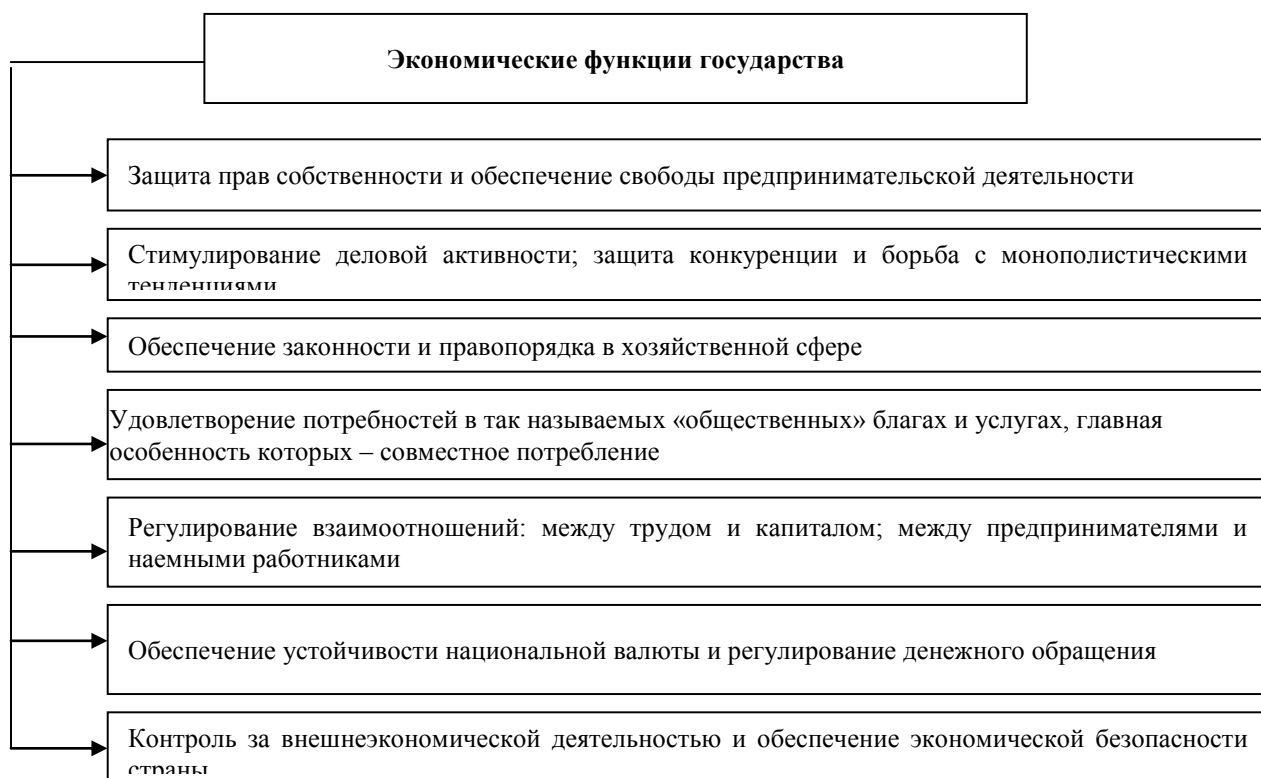 Экономические функции государства
Защита прав собственности и обеспечение свободы предпринимательской деятельности
Стимулирование деловой активности; защита конкуренции и борьба с монополистическими
тенденциями
Обеспечение законности и правопорядка в хозяйственной сфере
Удовлетворение потребностей в так называемых «общественных» благах и услугах, главная
особенность которых – совместное потребление
Регулирование взаимоотношений: между трудом и капиталом; между предпринимателями и
наемными работниками
Обеспечение устойчивости национальной валюты и регулирование денежного обращения
Контроль за внешнеэкономической деятельностью и обеспечение экономической безопасности
страны